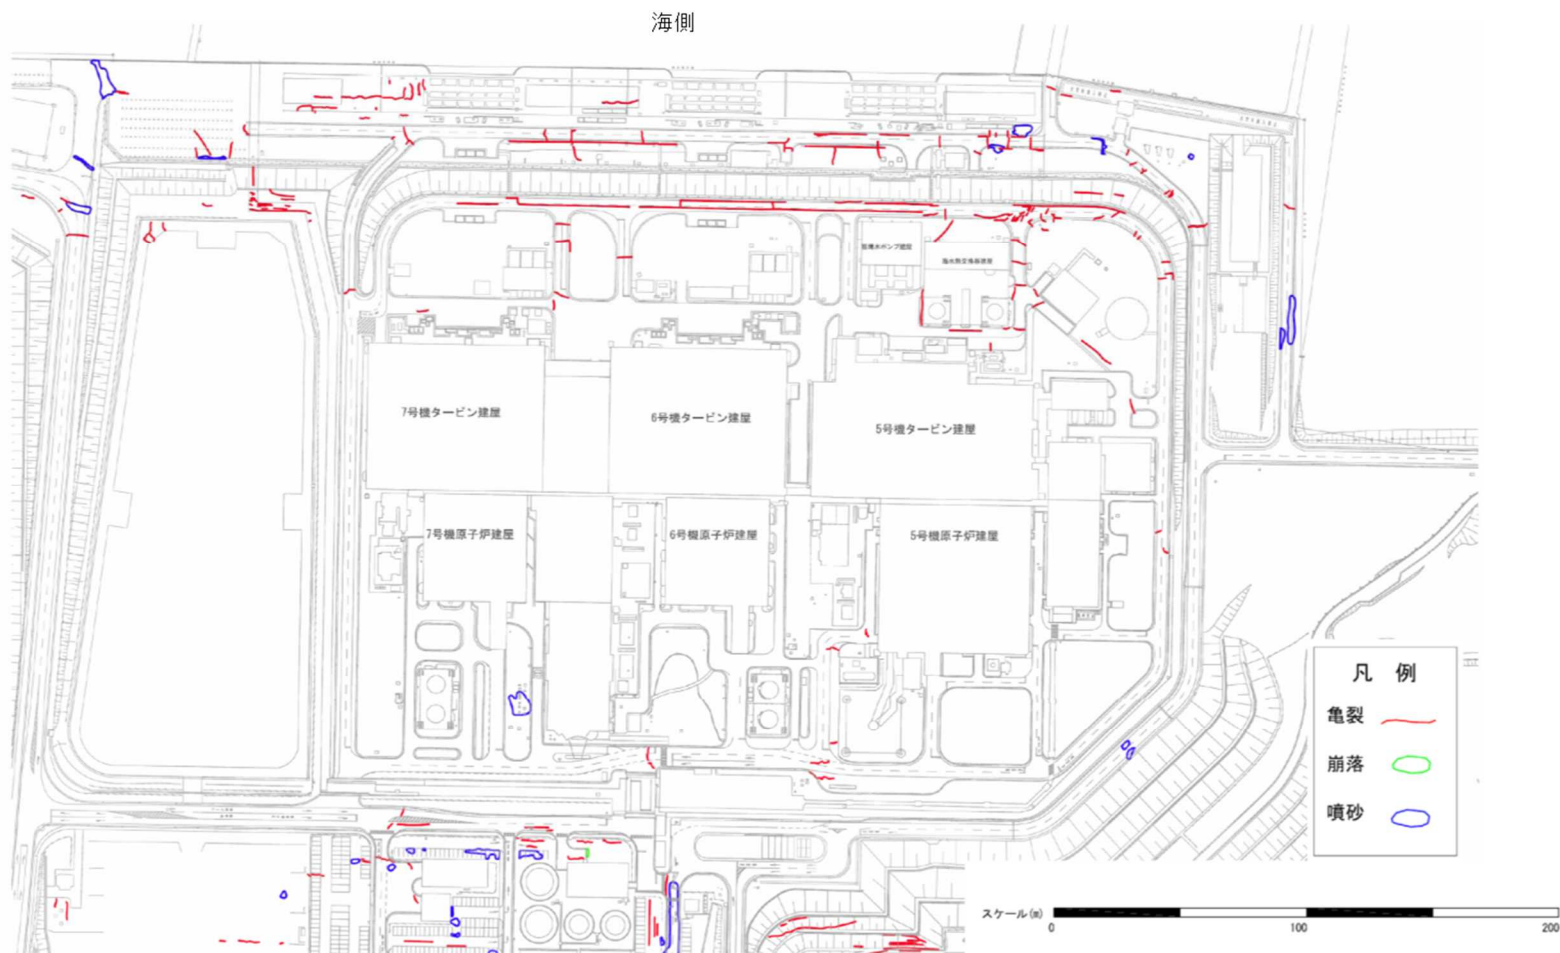 海側
7号機タービン建屋
6号機タービン建屋
5号機タービン建屋
7号機原子炉建屋
6号機原子炉建屋
5号機原子炉建屋
凡 例
亀裂
崩落
噴砂
スケール(m)
0
100
200